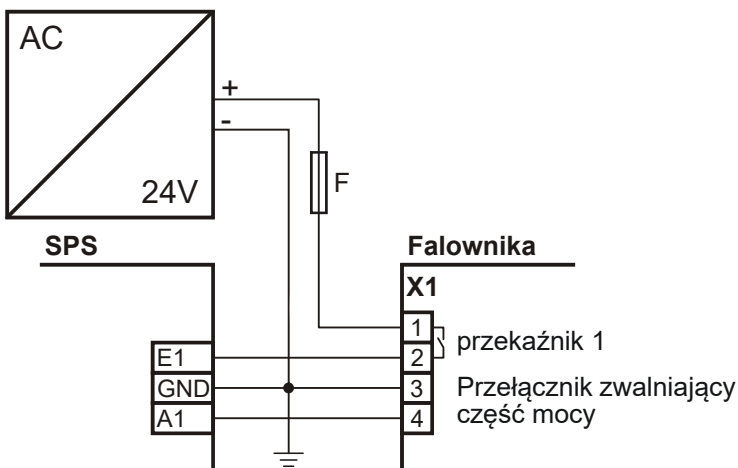 AC
+
-
24V
F
SPS
Falownika
X1
1
przekaźnik 1
E1
2
GND
3
Przełącznik zwalniający
A1
4
część mocy